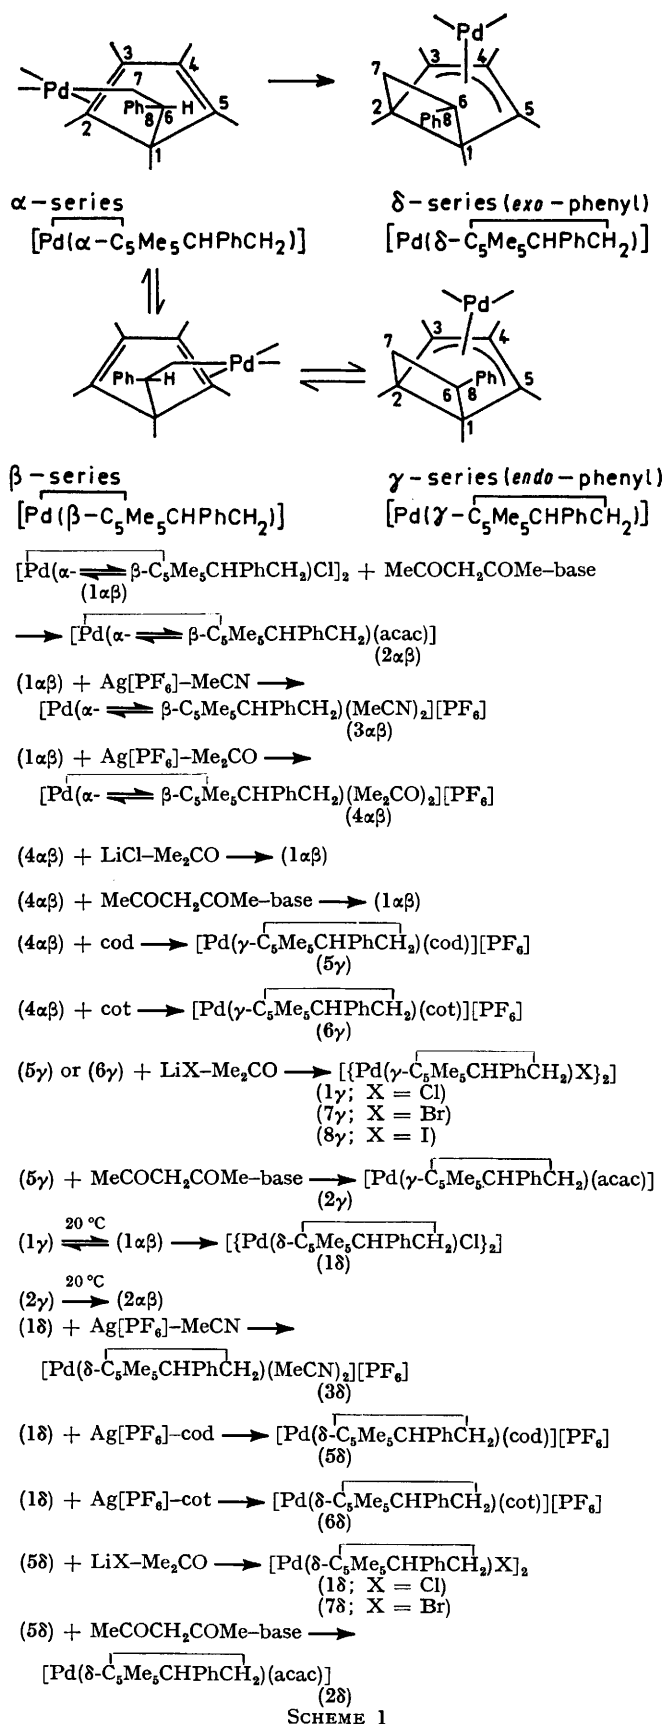 3 4 Pd
Pd 7 3 4
Ph H 5 7 6
2 8 6 2 Ph 8 5
1 1
α-series δ-series (exo-phenyl)
[Pd(α-C₅Me₅CHPhCH₂)] [Pd(δ-C₅Me₅CHPhCH₂)]
Pd
3 4
7
Ph H Pd Ph
2 6 8 5
1
β-series γ-series (endo-phenyl)
[Pd(β-C₅Me₅CHPhCH₂)] [Pd(γ-C₅Me₅CHPhCH₂)]
[Pd(α- ⇌ β-C₅Me₅CHPhCH₂)Cl]₂ + MeCOCH₂COMe–base
(1αβ)
⟶ [Pd(α- ⇌ β-C₅Me₅CHPhCH₂)(acac)]
(2αβ)
(1αβ) + Ag[PF₆]–MeCN ⟶
[Pd(α- ⇌ β-C₅Me₅CHPhCH₂)(MeCN)₂][PF₆]
(3αβ)
(1αβ) + Ag[PF₆]–Me₂CO ⟶
[Pd(α- ⇌ β-C₅Me₅CHPhCH₂)(Me₂CO)₂][PF₆]
(4αβ)
(4αβ) + LiCl–Me₂CO ⟶ (1αβ)
(4αβ) + MeCOCH₂COMe–base ⟶ (1αβ)
(4αβ) + cod ⟶ [Pd(γ-C₅Me₅CHPhCH₂)(cod)][PF₆]
(5γ)
(4αβ) + cot ⟶ [Pd(γ-C₅Me₅CHPhCH₂)(cot)][PF₆]
(6γ)
(5γ) or (6γ) + LiX–Me₂CO ⟶ [{Pd(γ-C₅Me₅CHPhCH₂)X}₂]
(1γ; X = Cl)
(7γ; X = Br)
(8γ; X = I)
(5γ) + MeCOCH₂COMe–base ⟶ [Pd(γ-C₅Me₅CHPhCH₂)(acac)]
(2γ)
20 °C
(1γ) ⇌ (1αβ) ⟶ [{Pd(δ-C₅Me₅CHPhCH₂)Cl}₂]
(1δ)
20 °C
(2γ) ⟶ (2αβ)
(1δ) + Ag[PF₆]–MeCN ⟶
[Pd(δ-C₅Me₅CHPhCH₂)(MeCN)₂][PF₆]
(3δ)
(1δ) + Ag[PF₆]–cod ⟶ [Pd(δ-C₅Me₅CHPhCH₂)(cod)][PF₆]
(5δ)
(1δ) + Ag[PF₆]–cot ⟶ [Pd(δ-C₅Me₅CHPhCH₂)(cot)][PF₆]
(6δ)
(5δ) + LiX–Me₂CO ⟶ [Pd(δ-C₅Me₅CHPhCH₂)X]₂
(1δ; X = Cl)
(7δ; X = Br)
(5δ) + MeCOCH₂COMe–base ⟶
[Pd(δ-C₅Me₅CHPhCH₂)(acac)]
(2δ)
SCHEME 1